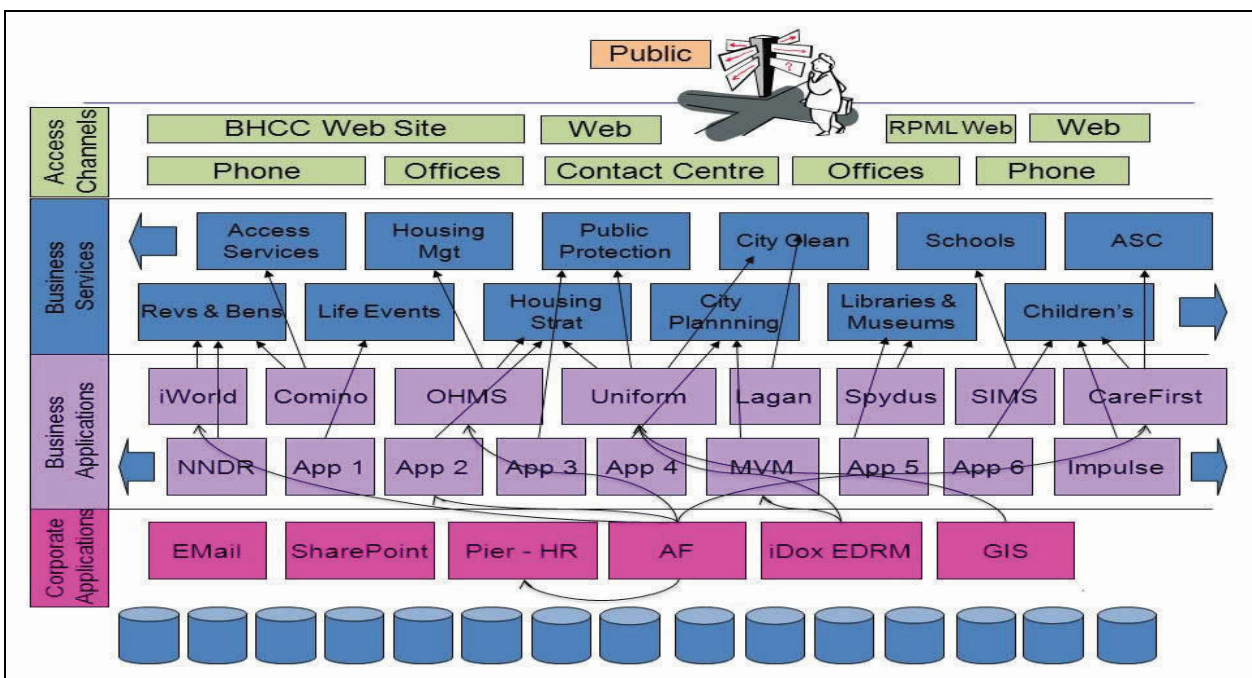 Public
?
Access
Channels
BHCC Web Site
Web
RPML Web
Web
Phone
Offices
Contact Centre
Offices
Phone
Business
Services
Access
Services
Housing
Mgt
Public
Protection
City Clean
Schools
ASC
Revs & Bens
Life Events
Housing
Strat
City
Plannning
Libraries &
Museums
Children's
Business
Applications
iWorld
Comino
OHMS
Uniform
Lagan
Spydus
SIMS
CareFirst
NNDR
App 1
App 2
App 3
App 4
MVM
App 5
App 6
Impulse
Corporate
Applications
EMail
SharePoint
Pier - HR
AF
iDox EDRM
GIS